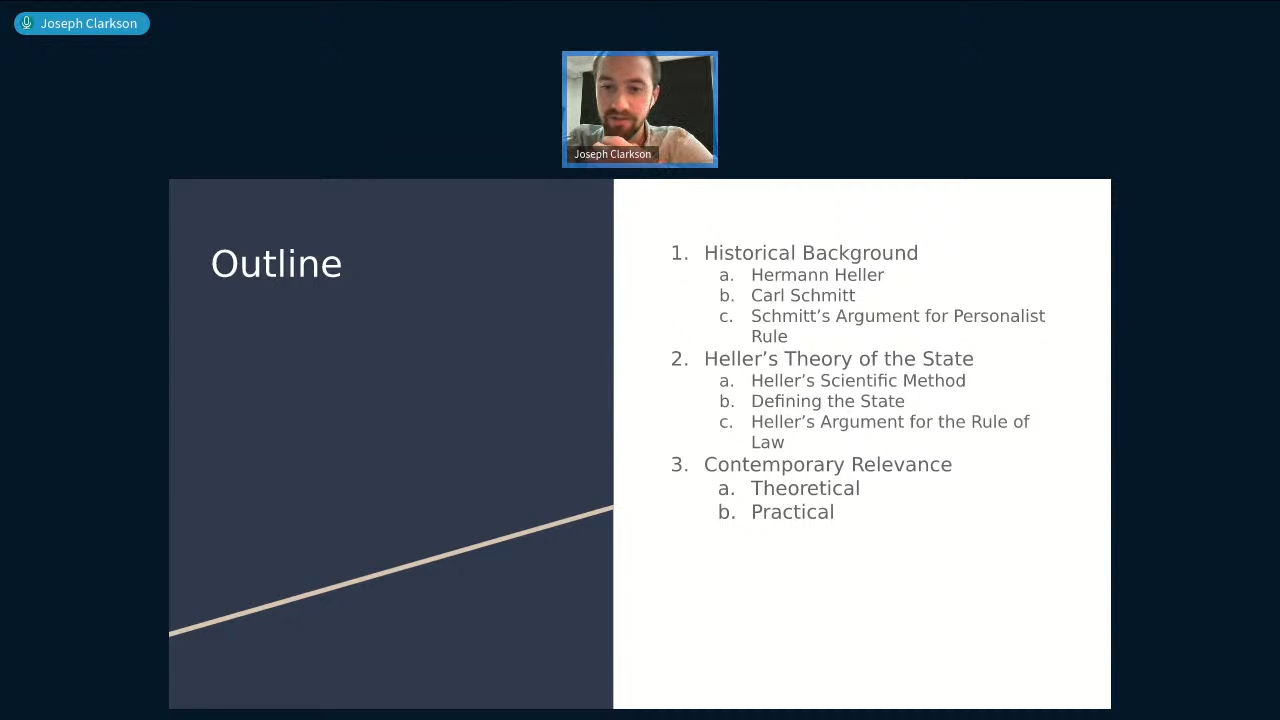 Joseph Clarkson
Joseph Clarkson
Outline
1. Historical Background
a. Hermann Heller
b. Carl Schmitt
c. Schmitt’s Argument for Personalist
Rule
2. Heller’s Theory of the State
a. Heller’s Scientific Method
b. Defining the State
c. Heller’s Argument for the Rule of
Law
3. Contemporary Relevance
a. Theoretical
b. Practical